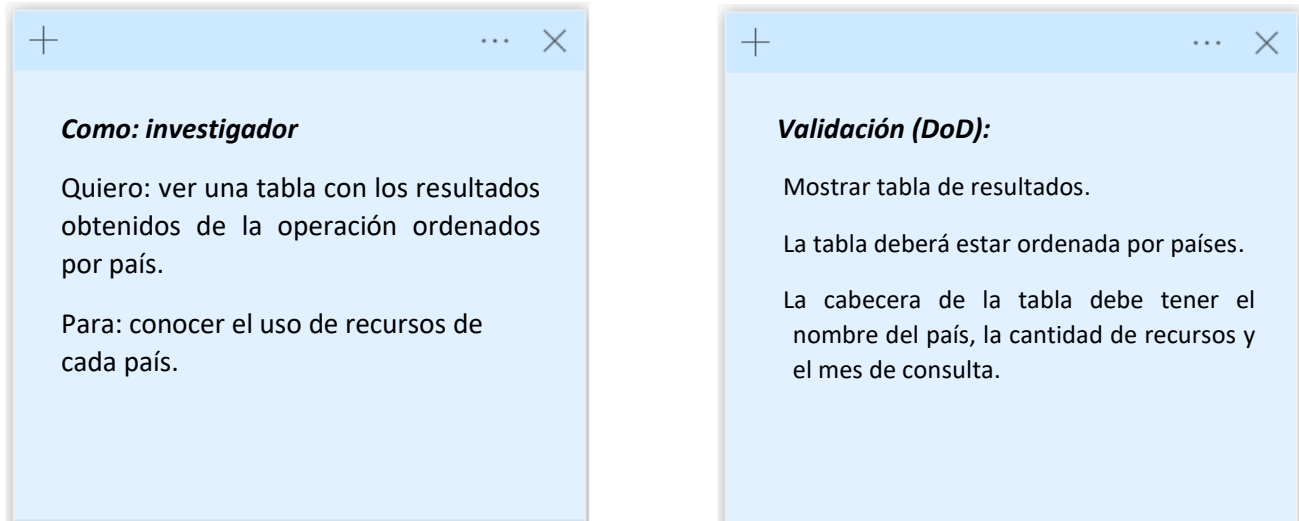 Como: investigador
Quiero: ver una tabla con los resultados
obtenidos de la operación ordenados
por país.
Para: conocer el uso de recursos de
cada país.
Validación (DoD):
Mostrar tabla de resultados.
La tabla deberá estar ordenada por países.
La cabecera de la tabla debe tener el
nombre del país, la cantidad de recursos y
el mes de consulta.